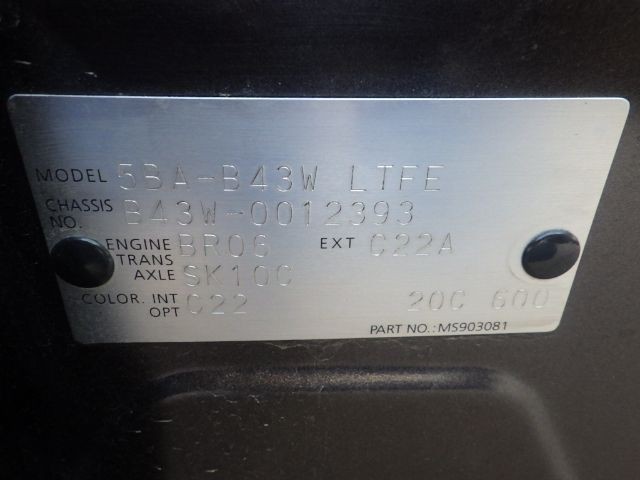 MODEL 5BA-B43W LTFE
CHASSIS NO. B43W-0012393
ENGINE BR06 EXT C22A
TRANS AXLE SK10C
COLOR. INT C22 20C 600
OPT
PART NO.:MS903081